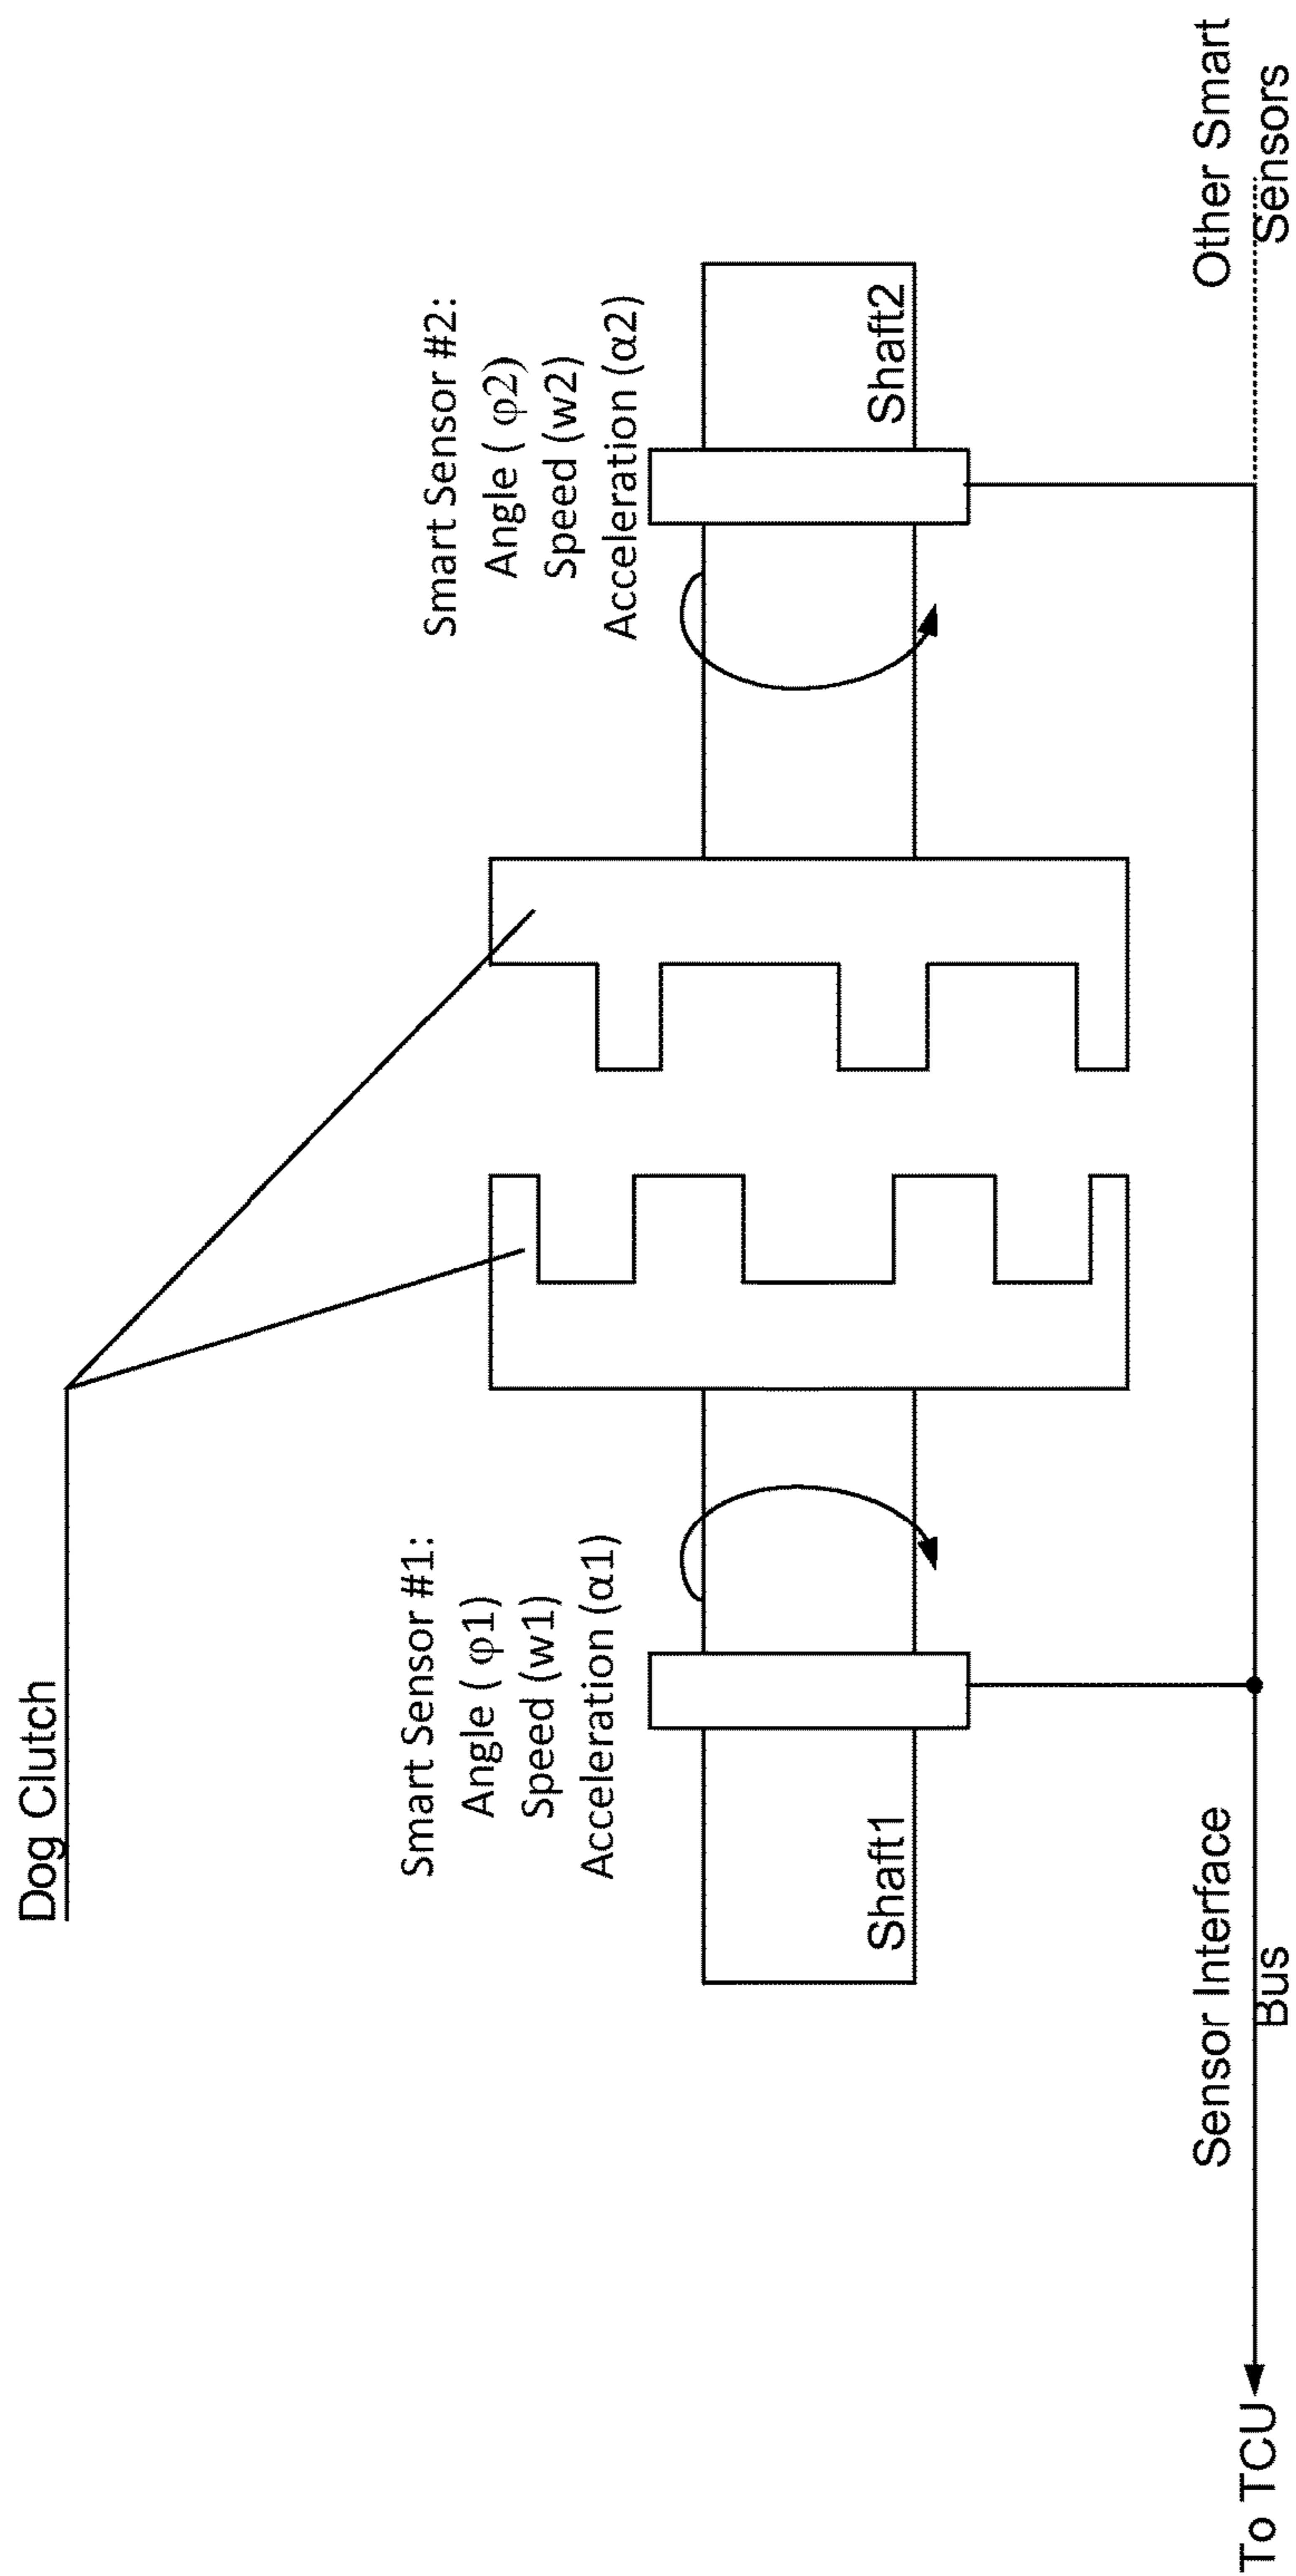 Dog Clutch
Smart Sensor #1:
Angle ( φ1)
Speed (w1)
Acceleration (α1)
Smart Sensor #2:
Angle ( φ2)
Speed (w2)
Acceleration (α2)
Shaft1
Shaft2
Sensor Interface
Bus
Other Smart
Sensors
To TCU